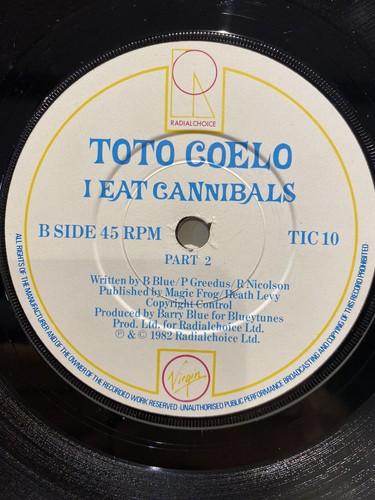 RADIALCHOICE
TOTO COELO
I EAT CANNIBALS
B SIDE 45 RPM
TIC 10
PART 2
Written by B Blue/P Greedus/R Nicolson
Published by Magic Frog/Heath Levy
Copyright Control
Produced by Barry Blue for Blueytunes
Prod. Ltd. for Radialchoice Ltd.
℗ & © 1982 Radialchoice Ltd.
Virgin
ALL RIGHTS OF THE MANUFACTURER AND OF THE OWNER OF THE RECORDED WORK RESERVED · UNAUTHORISED PUBLIC PERFORMANCE BROADCASTING AND COPYING OF THIS RECORD PROHIBITED